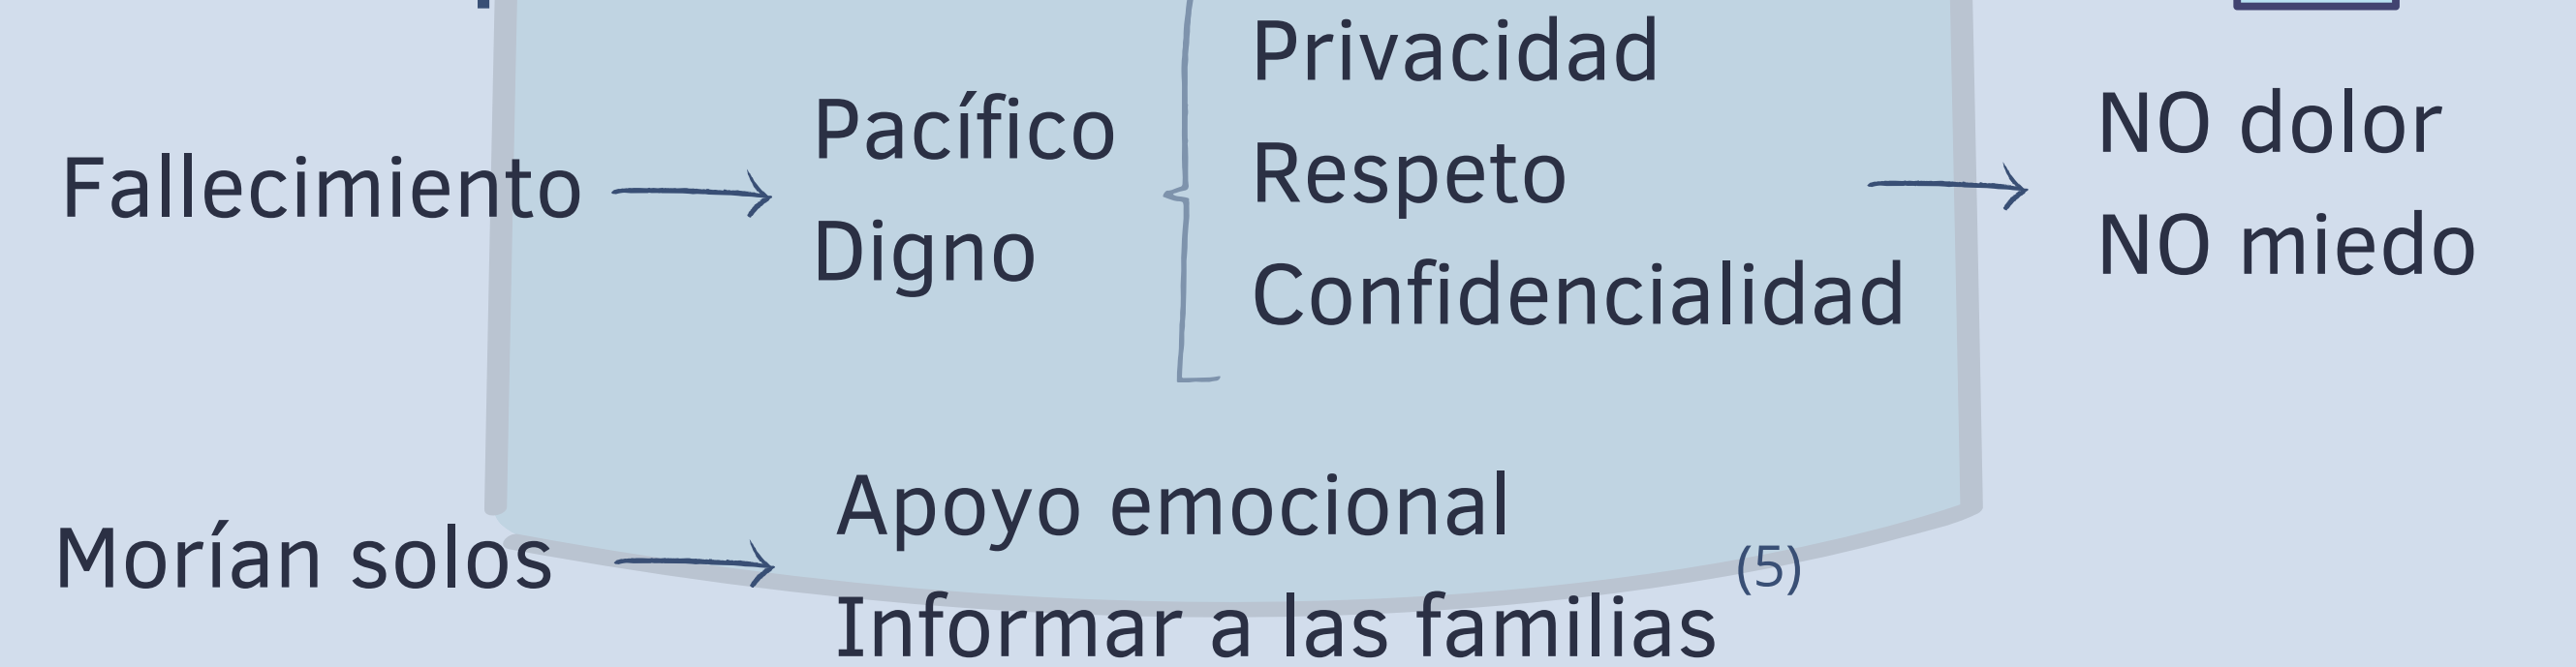 Fallecimiento
Pacífico
Digno
Privacidad
Respeto
Confidencialidad
NO dolor
NO miedo
Morían solos
Apoyo emocional
Informar a las familias (5)